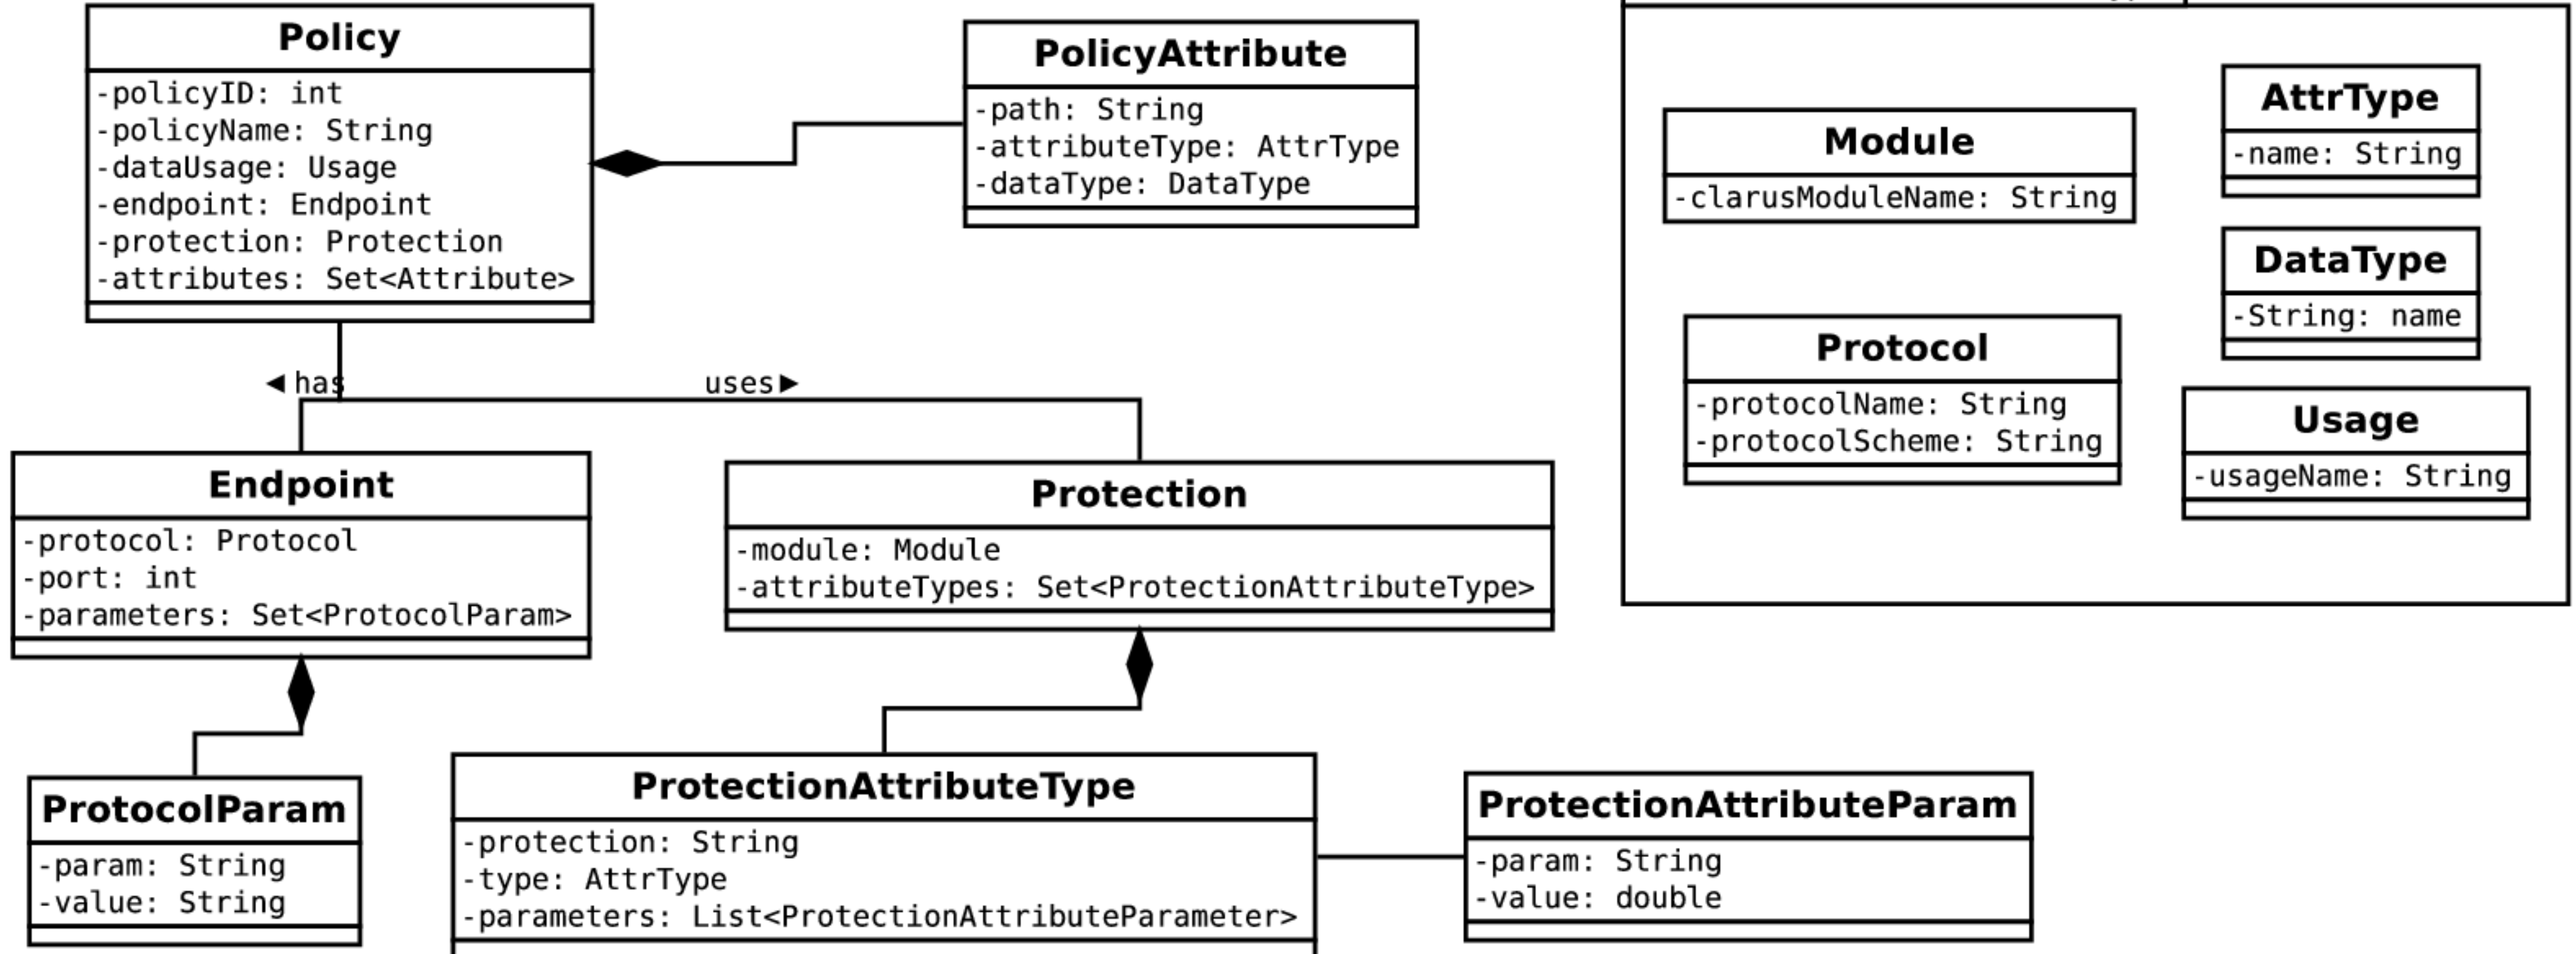 Policy
-policyID: int
-policyName: String
-dataUsage: Usage
-endpoint: Endpoint
-protection: Protection
-attributes: Set<Attribute>
PolicyAttribute
-path: String
-attributeType: AttrType
-dataType: DataType
Module
-clarusModuleName: String
AttrType
-name: String
DataType
-String: name
Protocol
-protocolName: String
-protocolScheme: String
Usage
-usageName: String
◀ has
uses▶
Endpoint
-protocol: Protocol
-port: int
-parameters: Set<ProtocolParam>
Protection
-module: Module
-attributeTypes: Set<ProtectionAttributeType>
ProtocolParam
-param: String
-value: String
ProtectionAttributeType
-protection: String
-type: AttrType
-parameters: List<ProtectionAttributeParameter>
ProtectionAttributeParam
-param: String
-value: double